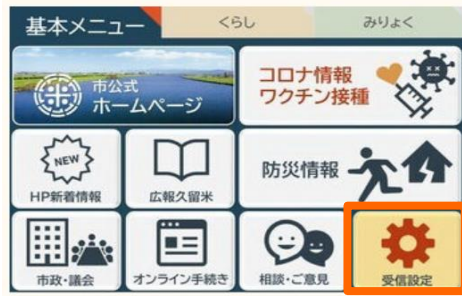 基本メニュー
くらし
みりょく
市公式
ホームページ
コロナ情報
ワクチン接種
NEW
HP新着情報
広報久留米
防災情報
市政・議会
オンライン手続き
相談・ご意見
受信設定